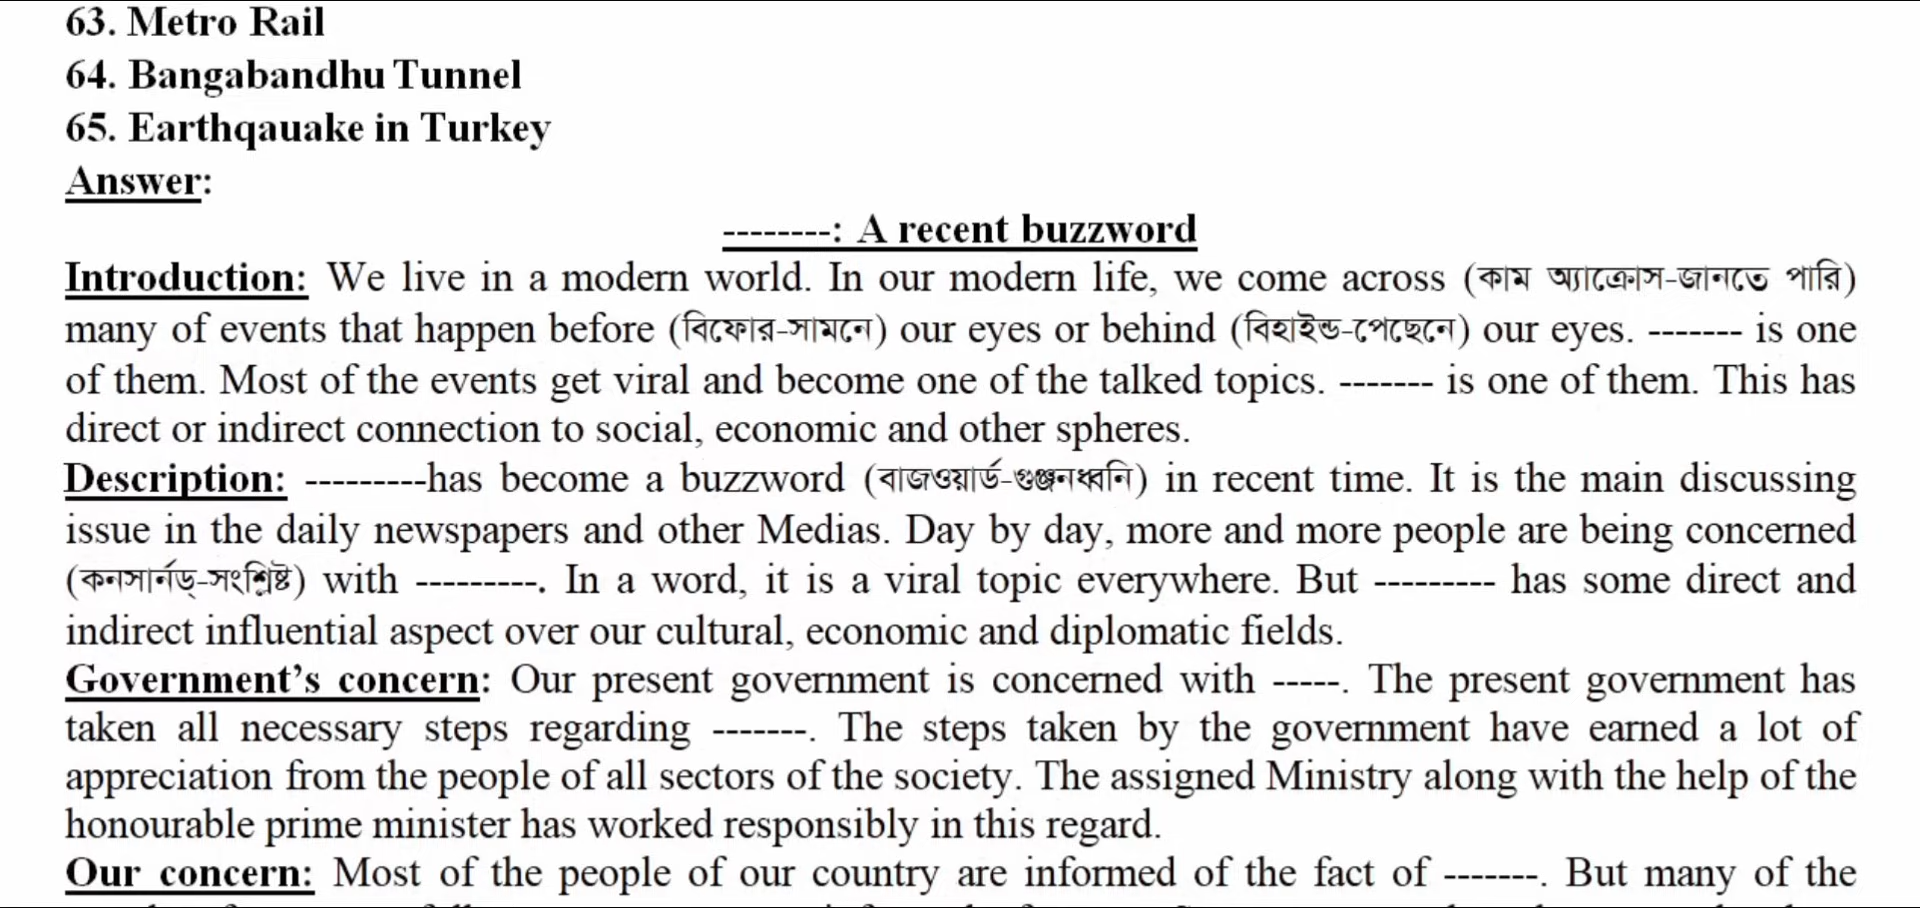 63. Metro Rail
64. Bangabandhu Tunnel
65. Earthqauake in Turkey
Answer:
--------: A recent buzzword
Introduction: We live in a modern world. In our modern life, we come across (কাম অ্যাক্রোস-জানতে পারি)
many of events that happen before (বিফোর-সামনে) our eyes or behind (বিহাইন্ড-পেছেনে) our eyes. ------- is one
of them. Most of the events get viral and become one of the talked topics. ------- is one of them. This has
direct or indirect connection to social, economic and other spheres.
Description: ---------has become a buzzword (বাজওয়ার্ড-গুঞ্জনধ্বনি) in recent time. It is the main discussing
issue in the daily newspapers and other Medias. Day by day, more and more people are being concerned
(কনসার্নড্-সংশ্লিষ্ট) with ---------. In a word, it is a viral topic everywhere. But --------- has some direct and
indirect influential aspect over our cultural, economic and diplomatic fields.
Government’s concern: Our present government is concerned with -----. The present government has
taken all necessary steps regarding -------. The steps taken by the government have earned a lot of
appreciation from the people of all sectors of the society. The assigned Ministry along with the help of the
honourable prime minister has worked responsibly in this regard.
Our concern: Most of the people of our country are informed of the fact of -------. But many of the